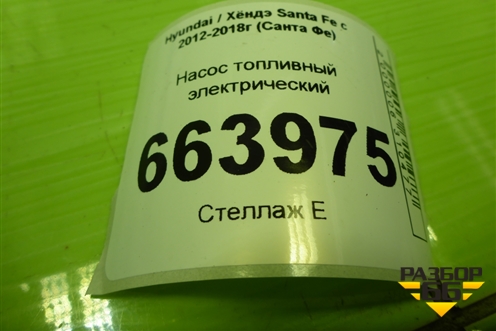 Hyundai / Хёндэ Santa Fe с
2012-2018г (Санта Фе)
Насос топливный
электрический
663975
Стеллаж Е
РАЗБОР
66